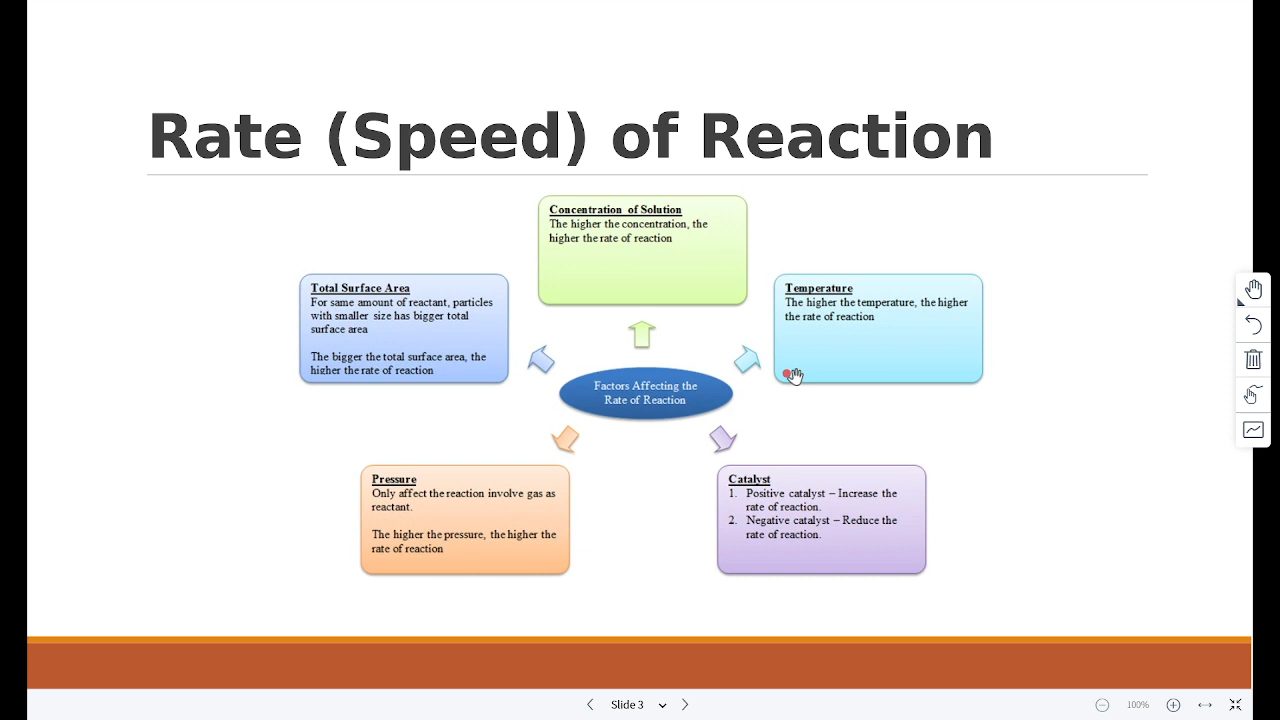 Rate (Speed) of Reaction
Concentration of Solution
The higher the concentration, the
higher the rate of reaction
Total Surface Area
For same amount of reactant, particles
with smaller size has bigger total
surface area
The bigger the total surface area, the
higher the rate of reaction
Temperature
The higher the temperature, the higher
the rate of reaction
Factors Affecting the
Rate of Reaction
Pressure
Only affect the reaction involve gas as
reactant.
The higher the pressure, the higher the
rate of reaction
Catalyst
1. Positive catalyst – Increase the
rate of reaction.
2. Negative catalyst – Reduce the
rate of reaction.
Slide 3
100%